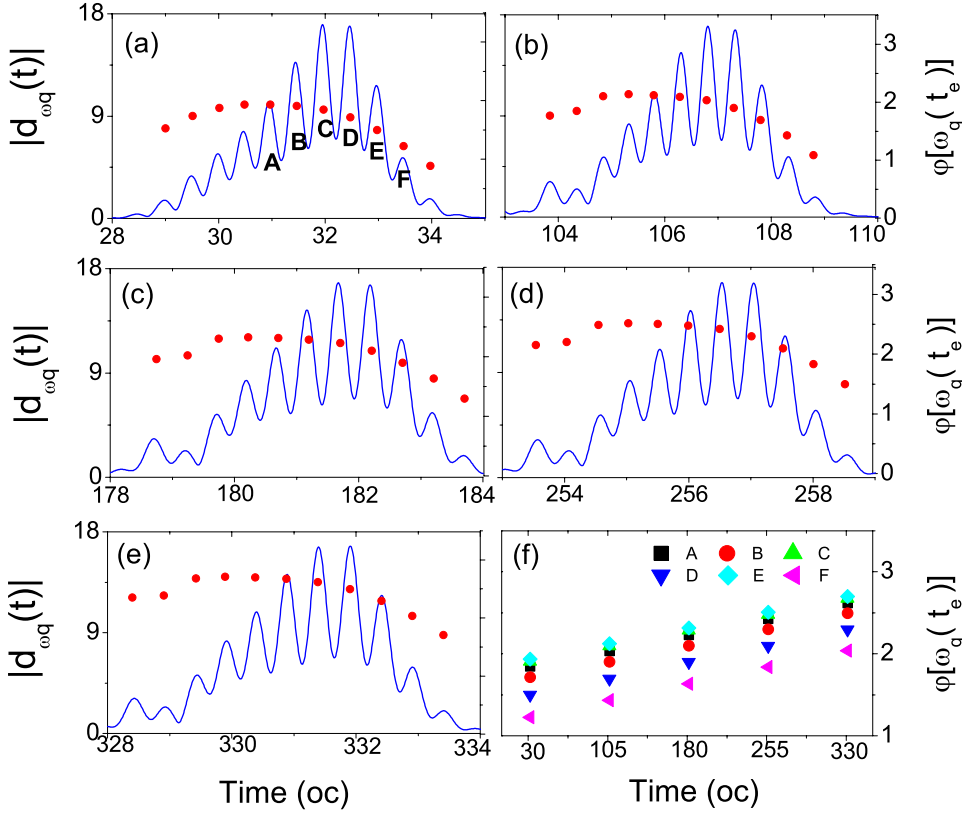 18
(a)
(b)
3
|d_ωq(t)|
9
A
B
C
D
E
F
2
φ[ω_q( t_e)]
1
0
0
28
30
32
34
104
106
108
110
18
(c)
(d)
3
|d_ωq(t)|
9
2
φ[ω_q( t_e)]
1
0
0
178
180
182
184
254
256
258
18
(e)
(f)
A
B
C
D
E
F
3
|d_ωq(t)|
9
2
φ[ω_q( t_e)]
0
1
328
330
332
334
30
105
180
255
330
Time (oc)
Time (oc)